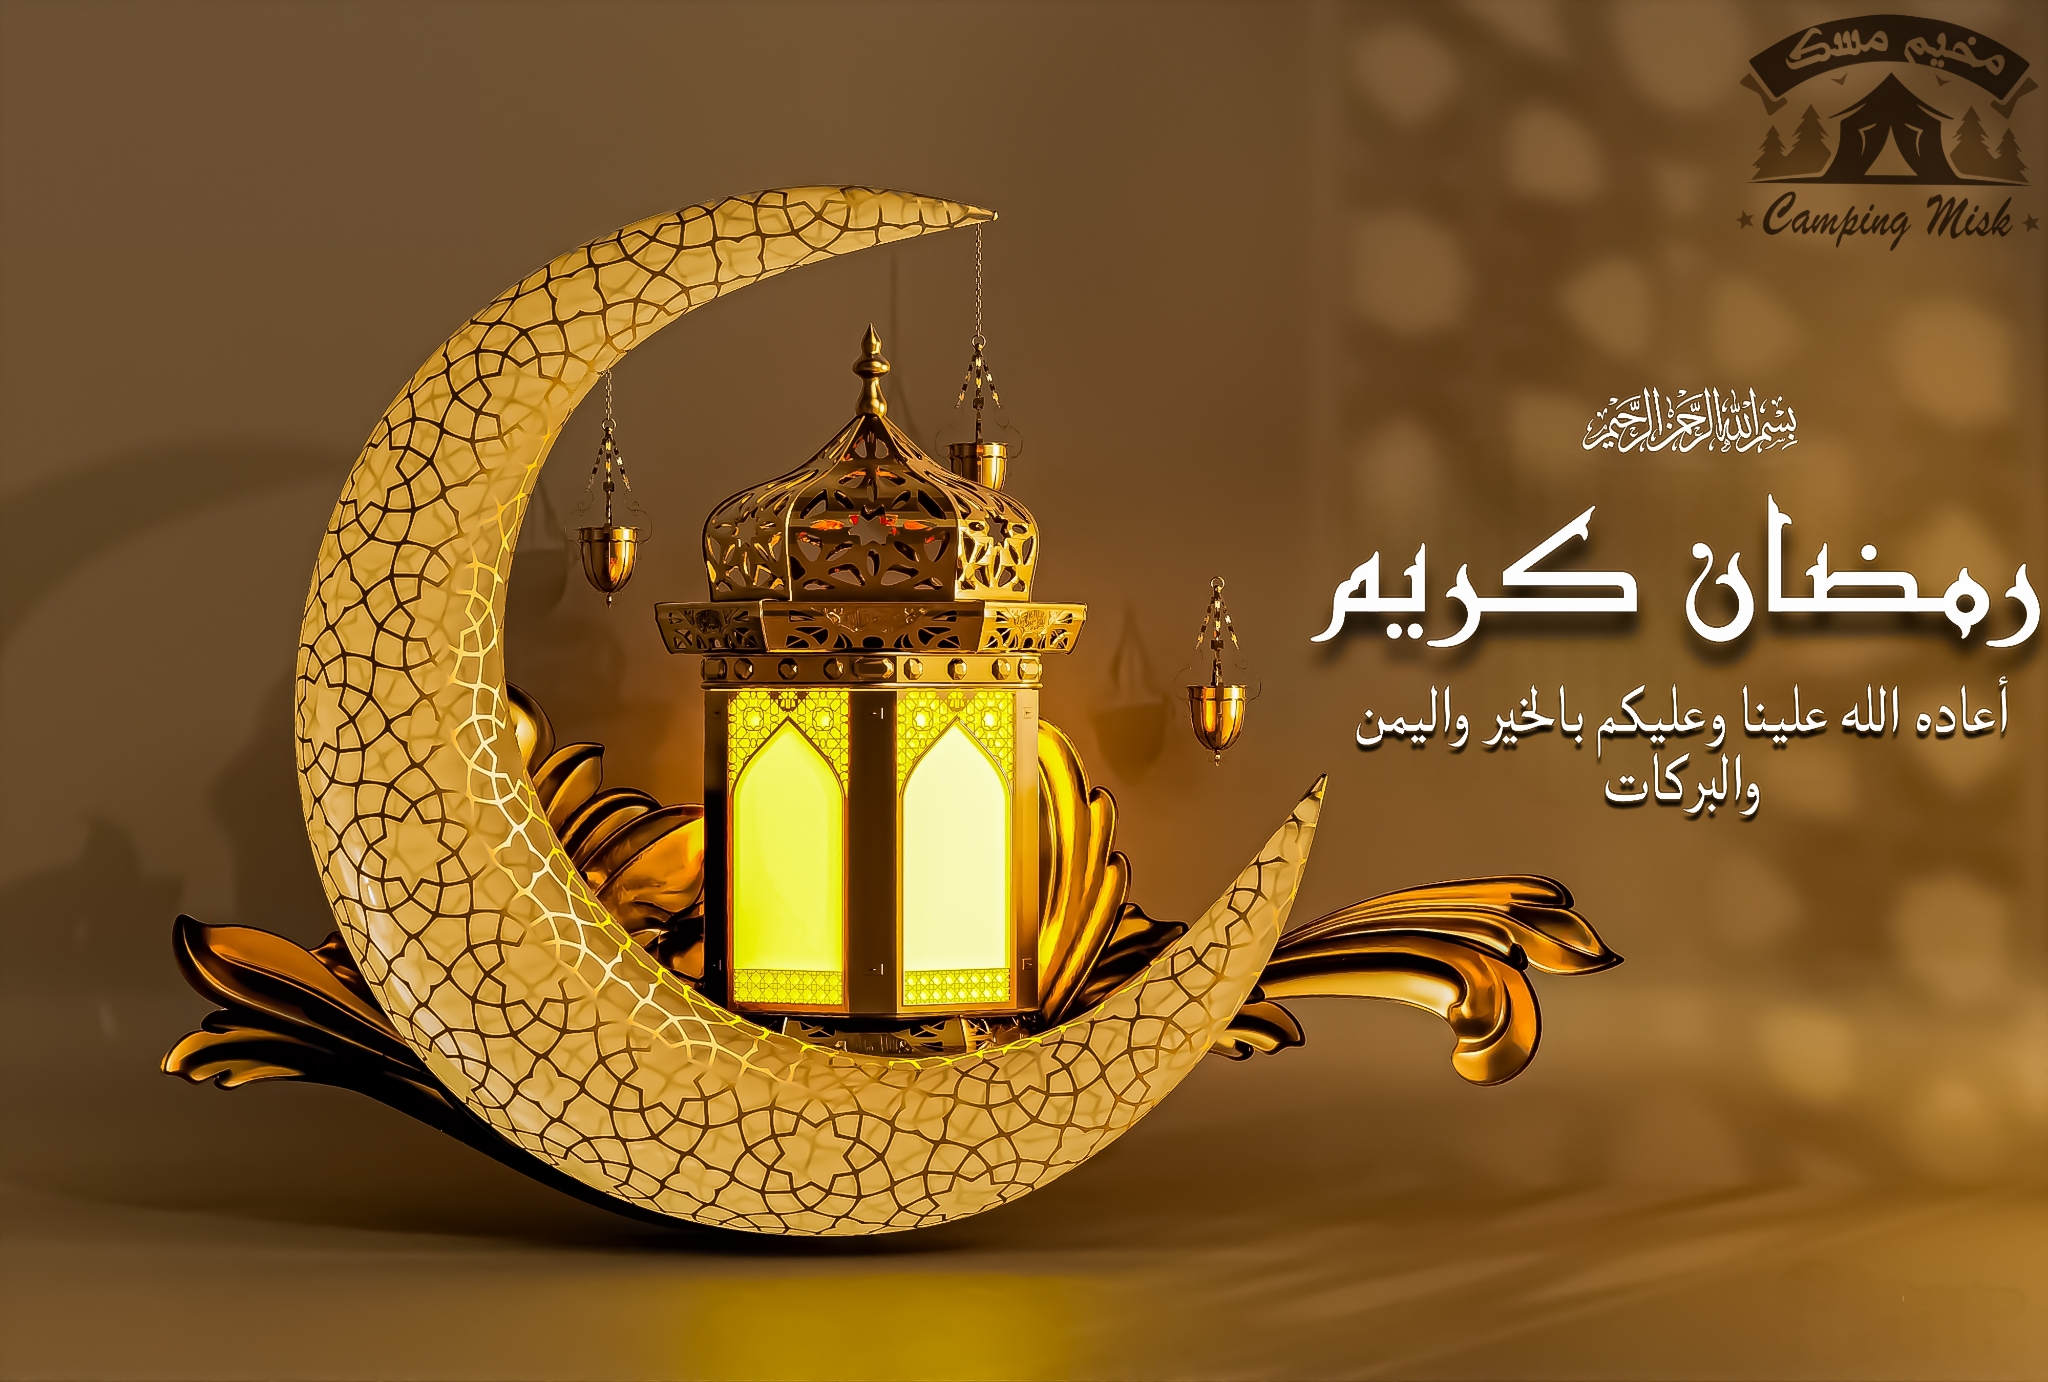 مخيم مسك
Camping Misk
بسم الله الرحمن الرحيم
رمضان كريم
أعاده الله علينا وعليكم بالخير واليمن
والبركات